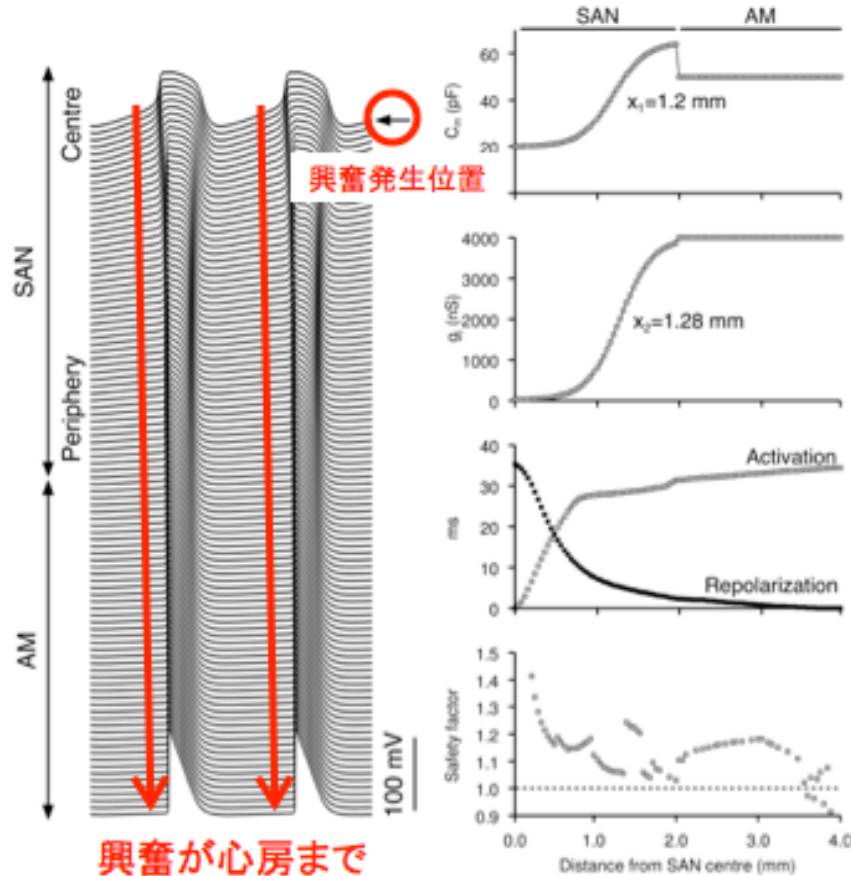 SAN
AM
Centre
SAN
Periphery
AM
興奮発生位置
100 mV
興奮が心房まで
60
40
20
Cₘ (pF)
x₁=1.2 mm
4000
3000
2000
1000
0
gⱼ (nS)
x₂=1.28 mm
40
30
20
10
0
ms
Activation
Repolarization
1.5
1.4
1.3
1.2
1.1
1.0
0.9
Safety factor
0.0 1.0 2.0 3.0 4.0
Distance from SAN centre (mm)